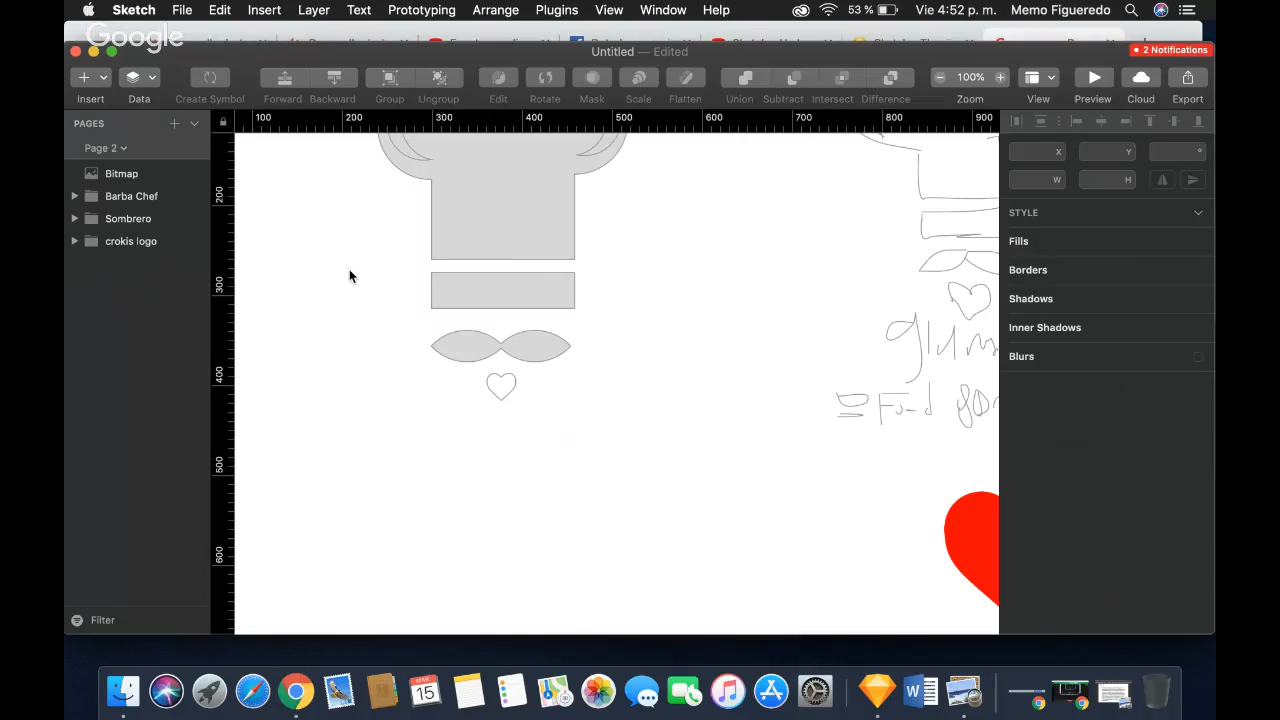 Sketch File Edit Insert Layer Text Prototyping Arrange Plugins View Window Help 53 % Vie 4:52 p. m. Memo Figueredo
Google
Untitled — Edited
2 Notifications
100%
Insert Data Create Symbol Forward Backward Group Ungroup Edit Rotate Mask Scale Flatten Union Subtract Intersect Difference Zoom View Preview Cloud Export
PAGES
100 200 300 400 500 600 700 800 900
Page 2
X Y °
Bitmap
W H
Barba Chef
200
STYLE
Sombrero
crokis logo
Fills
Borders
300
Shadows
Inner Shadows
Blurs
400
500
600
Filter
MAR
15